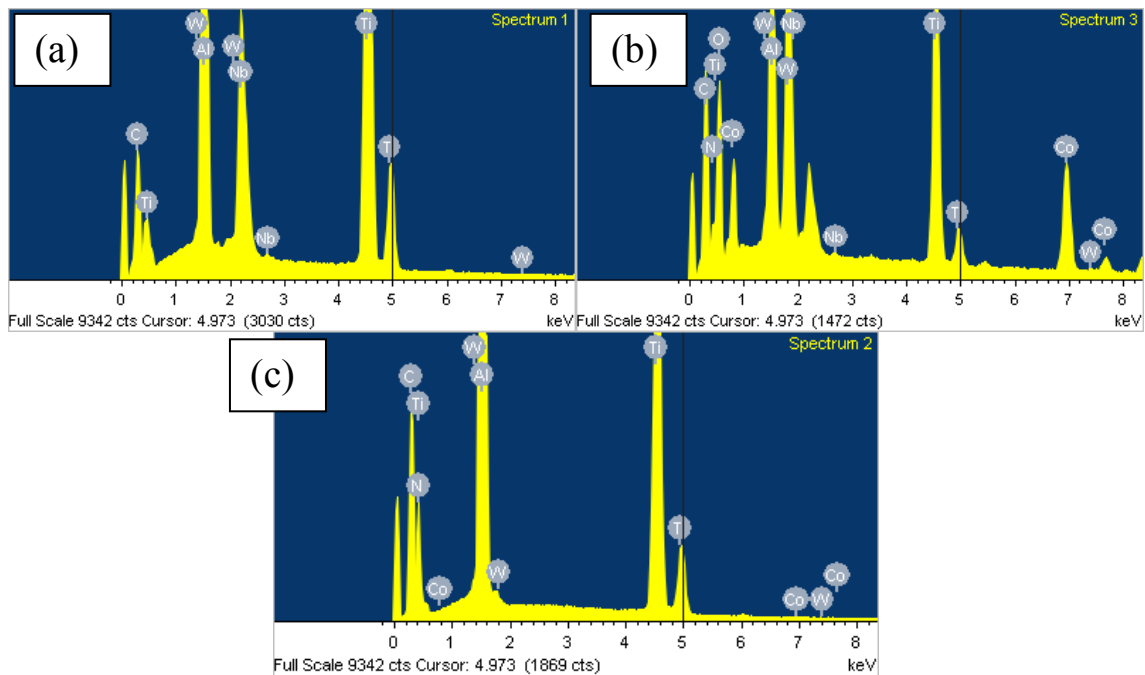 (a)
Spectrum 1
W
Al
W
Nb
Ti
C
Ti
Nb
T
W
0 1 2 3 4 5 6 7 8
Full Scale 9342 cts Cursor: 4.973 (3030 cts)
keV
(b)
Spectrum 3
O
W
Nb
Ti
Ti
Al
W
C
N
Co
Co
T
Nb
Co
W
0 1 2 3 4 5 6 7 8
Full Scale 9342 cts Cursor: 4.973 (1472 cts)
keV
(c)
Spectrum 2
W
Ti
C
Al
Ti
N
T
Co
W
Co
Co
W
0 1 2 3 4 5 6 7 8
Full Scale 9342 cts Cursor: 4.973 (1869 cts)
keV